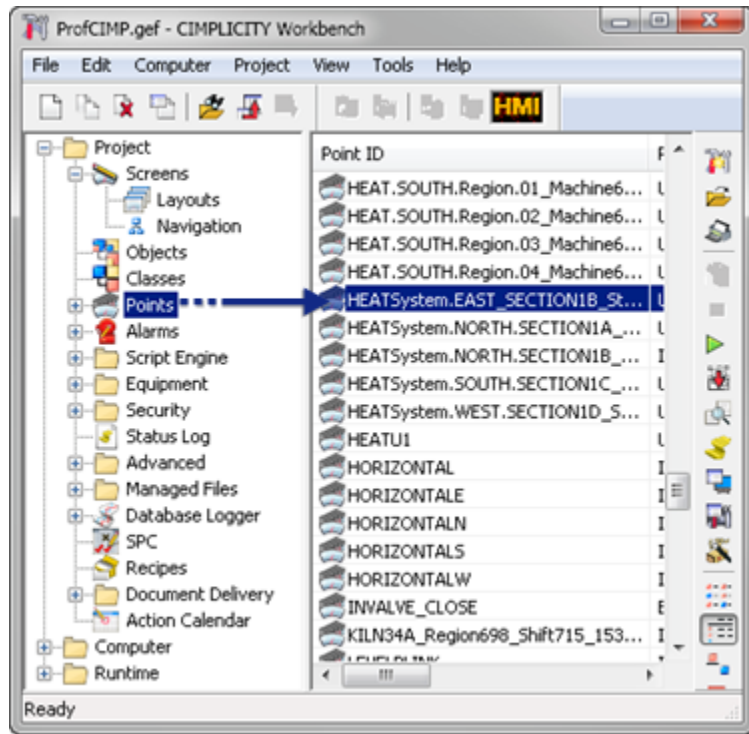 ProfCIMP.gef - CIMPLICITY Workbench
File Edit Computer Project View Tools Help
HMI
Project
Screens
Layouts
Navigation
Objects
Classes
Points
Alarms
Script Engine
Equipment
Security
Status Log
Advanced
Managed Files
Database Logger
SPC
Recipes
Document Delivery
Action Calendar
Computer
Runtime
Point ID
HEAT.SOUTH.Region.01_Machine6...
HEAT.SOUTH.Region.02_Machine6...
HEAT.SOUTH.Region.03_Machine6...
HEAT.SOUTH.Region.04_Machine6...
HEATSystem.EAST_SECTION1B_St...
HEATSystem.NORTH.SECTION1A_...
HEATSystem.NORTH.SECTION1B_...
HEATSystem.SOUTH.SECTION1C_...
HEATSystem.WEST.SECTION1D_S...
HEATU1
HORIZONTAL
HORIZONTALE
HORIZONTALN
HORIZONTALS
HORIZONTALW
INVALVE_CLOSE
KILN34A_Region698_Shift715_153...
Ready